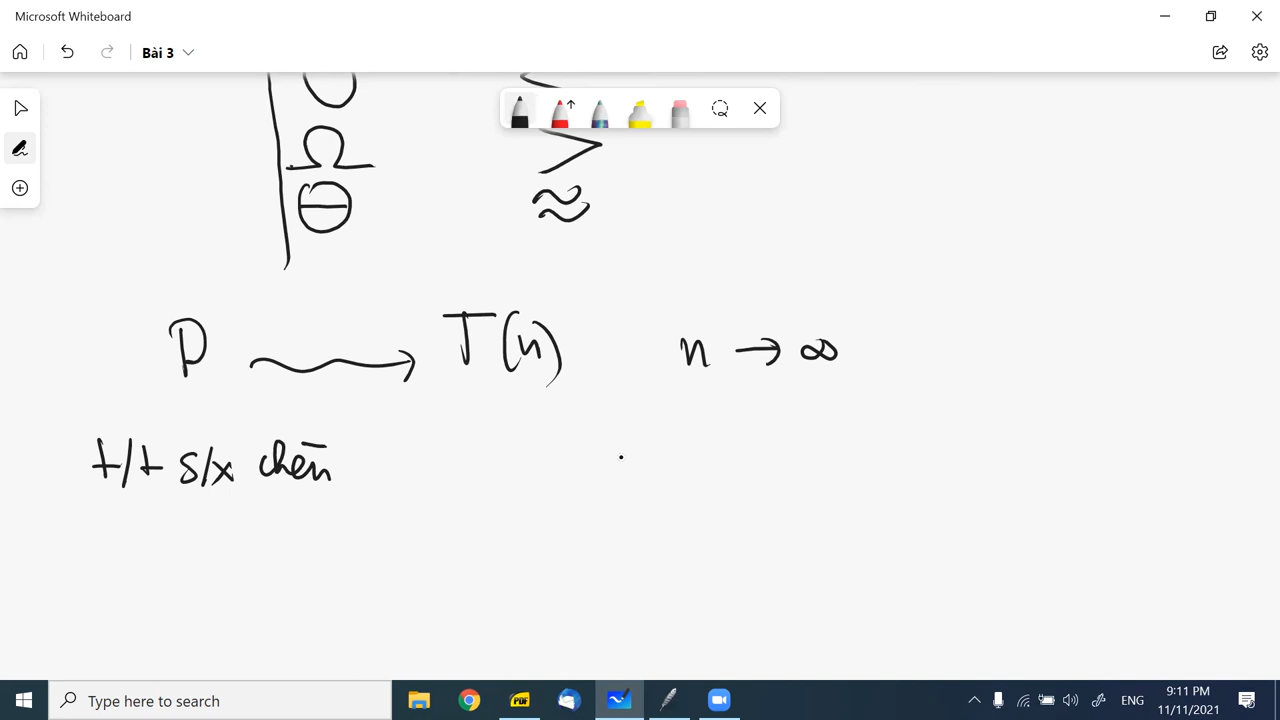 Microsoft Whiteboard
Bài 3
Ω >
Θ ≈
P → T(n) n → ∞
t/t s/x chèn
Type here to search
ENG
9:11 PM
11/11/2021